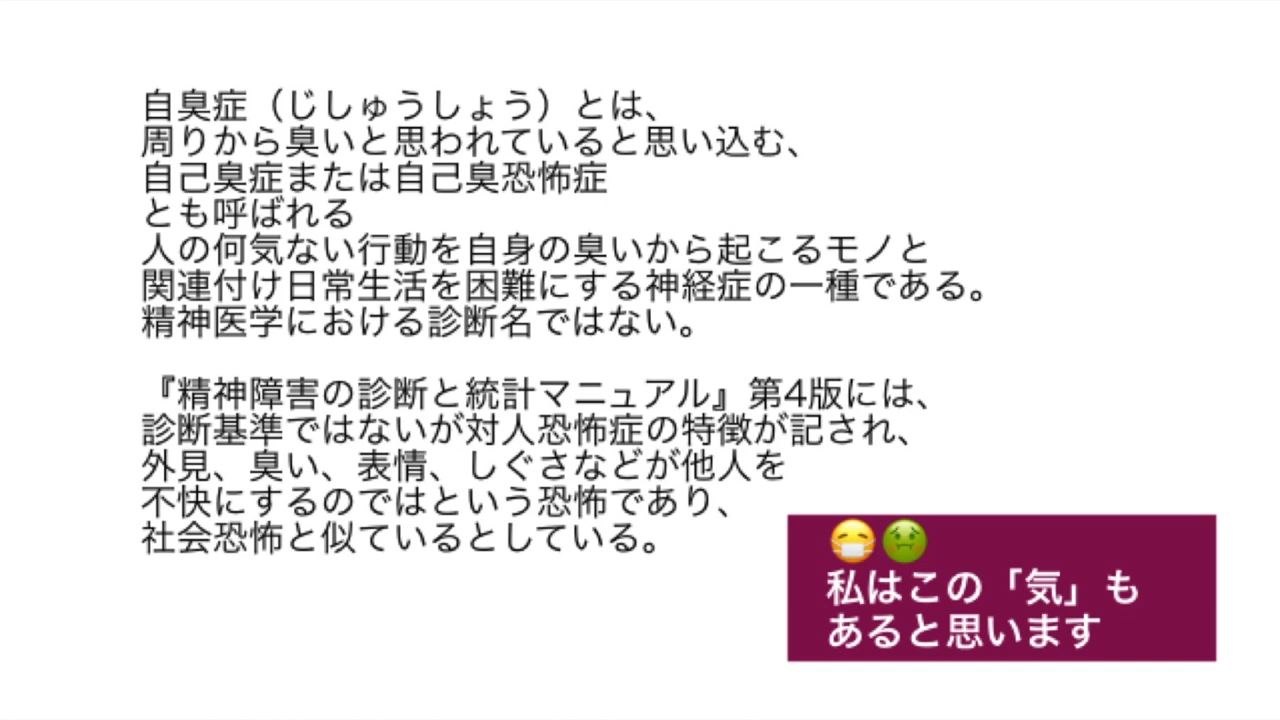 自臭症（じしゅうしょう）とは、
周りから臭いと思われていると思い込む、
自己臭症または自己臭恐怖症
とも呼ばれる
人の何気ない行動を自身の臭いから起こるモノと
関連付け日常生活を困難にする神経症の一種である。
精神医学における診断名ではない。
『精神障害の診断と統計マニュアル』第4版には、
診断基準ではないが対人恐怖症の特徴が記され、
外見、臭い、表情、しぐさなどが他人を
不快にするのではという恐怖であり、
社会恐怖と似ているとしている。
😷🤢
私はこの「気」も
あると思います